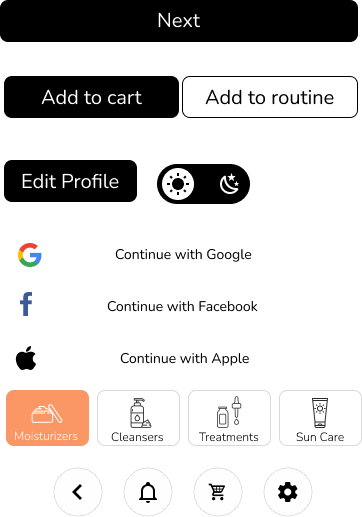 Next
Add to cart
Add to routine
Edit Profile
Continue with Google
Continue with Facebook
Continue with Apple
Moisturizers
Cleansers
Treatments
Sun Care